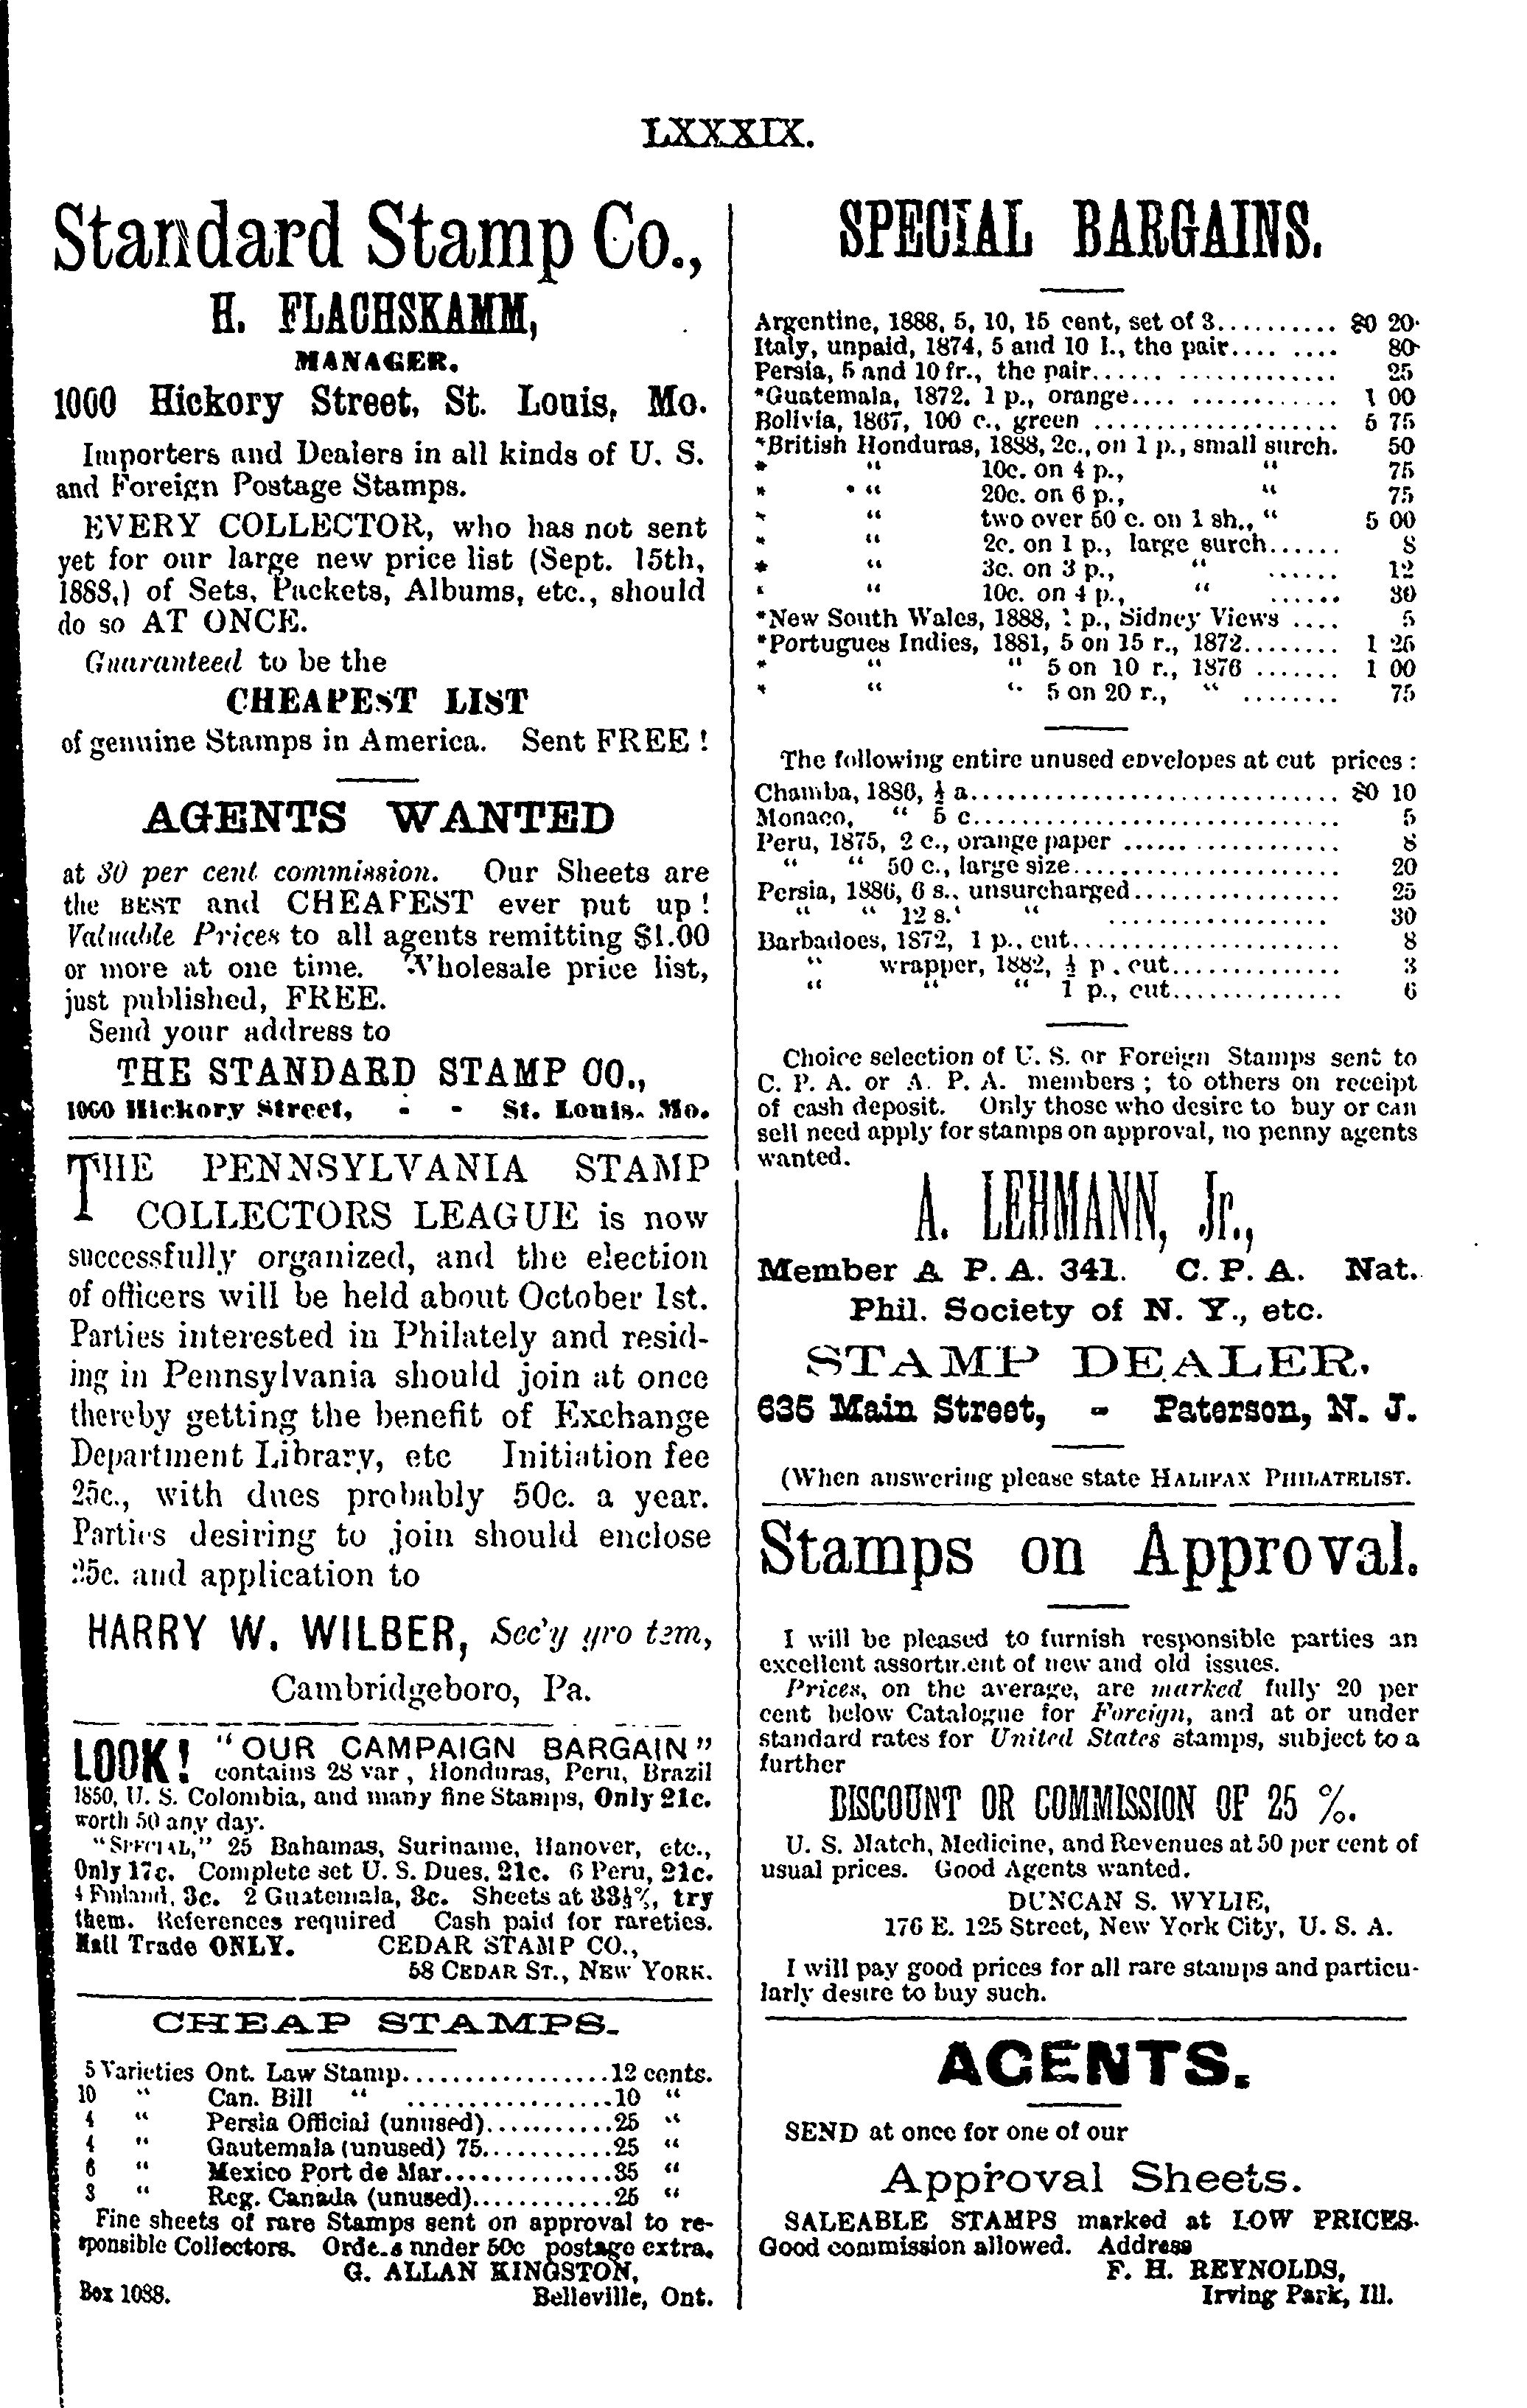 LXXXIX.
Standard Stamp Co.,
H. FLACHSKAMM,
MANAGER.
1060 Hickory Street, St. Louis, Mo.
Importers and Dealers in all kinds of U. S.
and Foreign Postage Stamps.
EVERY COLLECTOR, who has not sent
yet for our large new price list (Sept. 15th,
1888,) of Sets, Packets, Albums, etc., should
do so AT ONCE.
Guaranteed to be the
CHEAPEST LIST
of genuine Stamps in America. Sent FREE !
AGENTS WANTED
at 30 per cent commission. Our Sheets are
the BEST and CHEAPEST ever put up !
Valuable Prices to all agents remitting $1.00
or more at one time. Wholesale price list,
just published, FREE.
Send your address to
THE STANDARD STAMP CO.,
1060 Hickory Street, - - St. Louis, Mo.
THE PENNSYLVANIA STAMP
COLLECTORS LEAGUE is now
successfully organized, and the election
of officers will be held about October 1st.
Parties interested in Philately and resid-
ing in Pennsylvania should join at once
thereby getting the benefit of Exchange
Department Library, etc Initiation fee
25c., with dues probably 50c. a year.
Parties desiring to join should enclose
25c. and application to
HARRY W. WILBER, Sec'y pro tem,
Cambridgeboro, Pa.
LOOK! "OUR CAMPAIGN BARGAIN"
contains 28 var, Honduras, Peru, Brazil
1850, U. S. Colombia, and many fine Stamps, Only 21c.
worth 50 any day.
"SPECIAL," 25 Bahamas, Suriname, Hanover, etc.,
Only 17c. Complete set U. S. Dues, 21c. 6 Peru, 21c.
4 Finland, 3c. 2 Guatemala, 3c. Sheets at 33⅓%, try
them. References required Cash paid for rareties.
Mail Trade ONLY. CEDAR STAMP CO.,
58 CEDAR ST., NEW YORK.
CHEAP STAMPS.
5 Varieties Ont. Law Stamp.................12 cents.
10 " Can. Bill " .................10 "
4 " Persia Official (unused)...........25 "
4 " Gautemala (unused) 75...........25 "
6 " Mexico Port de Mar..............35 "
3 " Reg. Canada (unused)............25 "
Fine sheets of rare Stamps sent on approval to re-
sponsible Collectors. Orders under 50c postage extra.
G. ALLAN KINGSTON,
Box 1088. Belleville, Ont.
SPECIAL BARGAINS.
Argentine, 1888, 5, 10, 15 cent, set of 3.......... $0 20
Italy, unpaid, 1874, 5 and 10 l., the pair.... .... 80
Persia, 5 and 10 fr., the pair...... ............. 25
*Guatemala, 1872, 1 p., orange.... ............ 1 00
Bolivia, 1867, 100 c., green .................... 5 75
*British Honduras, 1888, 2c., on 1 p., small surch. 50
* " 10c. on 4 p., " 75
* " 20c. on 6 p., " 75
* " two over 50 c. on 1 sh., " 5 00
* " 2c. on 1 p., large surch...... 8
* " 3c. on 3 p., " ...... 12
* " 10c. on 4 p., " ...... 30
*New South Wales, 1888, 1 p., Sidney Views .... 5
*Portugues Indies, 1881, 5 on 15 r., 1872........ 1 25
* " " 5 on 10 r., 1876 ....... 1 00
* " " 5 on 20 r., " ........ 75
The following entire unused envelopes at cut prices :
Chamba, 1886, ½ a............................... $0 10
Monaco, " 5 c............................... 5
Peru, 1875, 2 c., orange paper .................. 8
" " 50 c., large size....................... 20
Persia, 1886, 6 s., unsurcharged................. 25
" " 12 s. " .................. 30
Barbadoes, 1872, 1 p., cut....................... 8
" wrapper, 1882, ½ p. cut.............. 3
" " " 1 p., cut.............. 6
Choice selection of U. S. or Foreign Stamps sent to
C. P. A. or A. P. A. members ; to others on receipt
of cash deposit. Only those who desire to buy or can
sell need apply for stamps on approval, no penny agents
wanted.
A. LEHMANN, Jr.,
Member A P. A. 341. C. P. A. Nat.
Phil. Society of N. Y., etc.
STAMP DEALER.
635 Main Street, - Paterson, N. J.
(When answering please state HALIFAX PHILATELIST.
Stamps on Approval.
I will be pleased to furnish responsible parties an
excellent assortment of new and old issues.
Prices, on the average, are marked fully 20 per
cent below Catalogue for Foreign, and at or under
standard rates for United States stamps, subject to a
further
DISCOUNT OR COMMISSION OF 25 %.
U. S. Match, Medicine, and Revenues at 50 per cent of
usual prices. Good Agents wanted.
DUNCAN S. WYLIE,
176 E. 125 Street, New York City, U. S. A.
I will pay good prices for all rare stamps and particu-
larly desire to buy such.
AGENTS.
SEND at once for one of our
Approval Sheets.
SALEABLE STAMPS marked at LOW PRICES.
Good commission allowed. Address
F. H. REYNOLDS,
Irving Park, Ill.